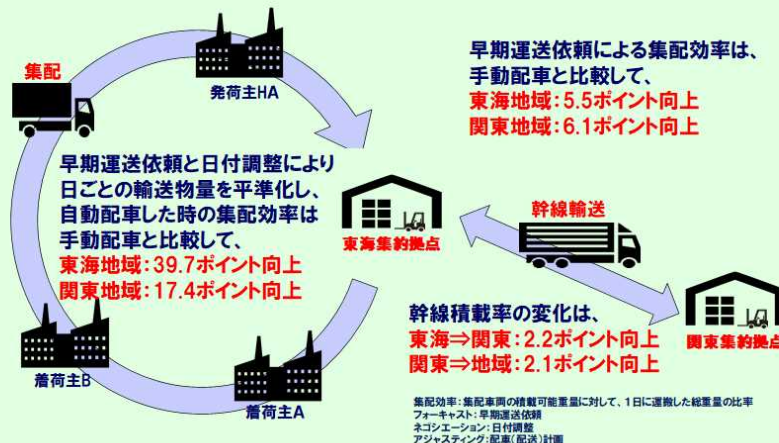 集配
発荷主HA
早期運送依頼による集配効率は、
手動配車と比較して、
東海地域：5.5ポイント向上
関東地域：6.1ポイント向上
早期運送依頼と日付調整により
日ごとの輸送物量を平準化し、
自動配車した時の集配効率は
手動配車と比較して、
東海地域：39.7ポイント向上
関東地域：17.4ポイント向上
東海集約拠点
幹線輸送
幹線積載率の変化は、
東海⇒関東：2.2ポイント向上
関東⇒地域：2.1ポイント向上
関東集約拠点
着荷主B
着荷主A
集配効率：集配車両の積載可能重量に対して、1日に運搬した総重量の比率
フォーキャスト：早期運送依頼
ネゴシエーション：日付調整
アジャスティング：配車（配送）計画